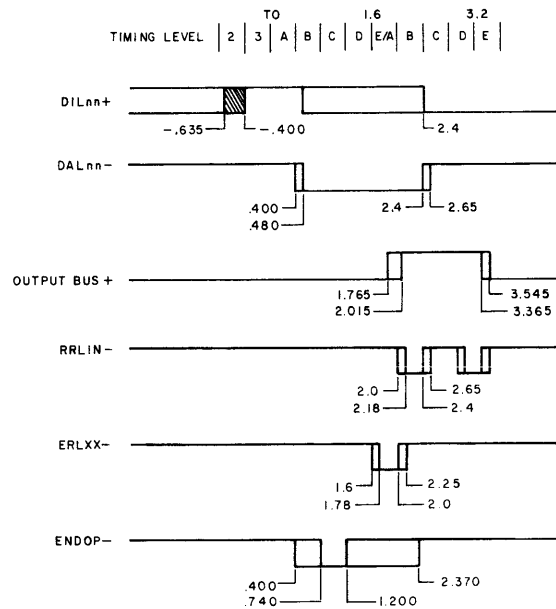 TO 1.6 3.2
TIMING LEVEL 2 3 A B C D E/A B C D E
DILnn+
-.635 -.400 2.4
DALnn-
.400 2.4 2.65
.480
OUTPUT BUS +
1.765 3.545
2.015 3.365
RRLIN-
2.0 2.65
2.18 2.4
ERLXX-
1.6 2.25
1.78 2.0
ENDOP-
.400 2.370
.740 1.200